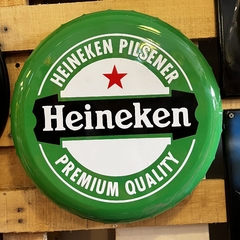 HEINEKEN PILSENER
Heineken
PREMIUM QUALITY